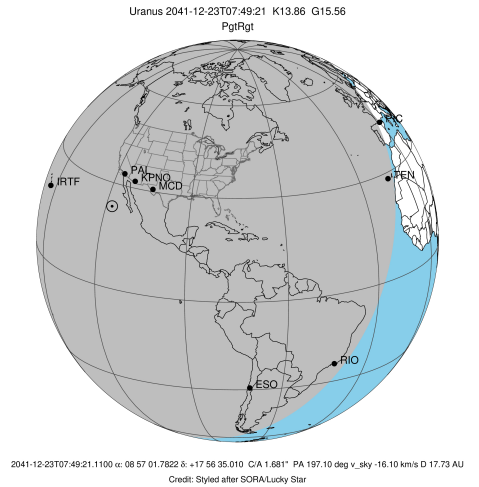 Uranus 2041-12-23T07:49:21 K13.86 G15.56
PgtRgt
PIC
TEN
PAL
KPNO
MCD
IRTF
RIO
ESO
2041-12-23T07:49:21.1100 α: 08 57 01.7822 δ: +17 56 35.010 C/A 1.681" PA 197.10 deg v_sky -16.10 km/s D 17.73 AU
Credit: Styled after SORA/Lucky Star